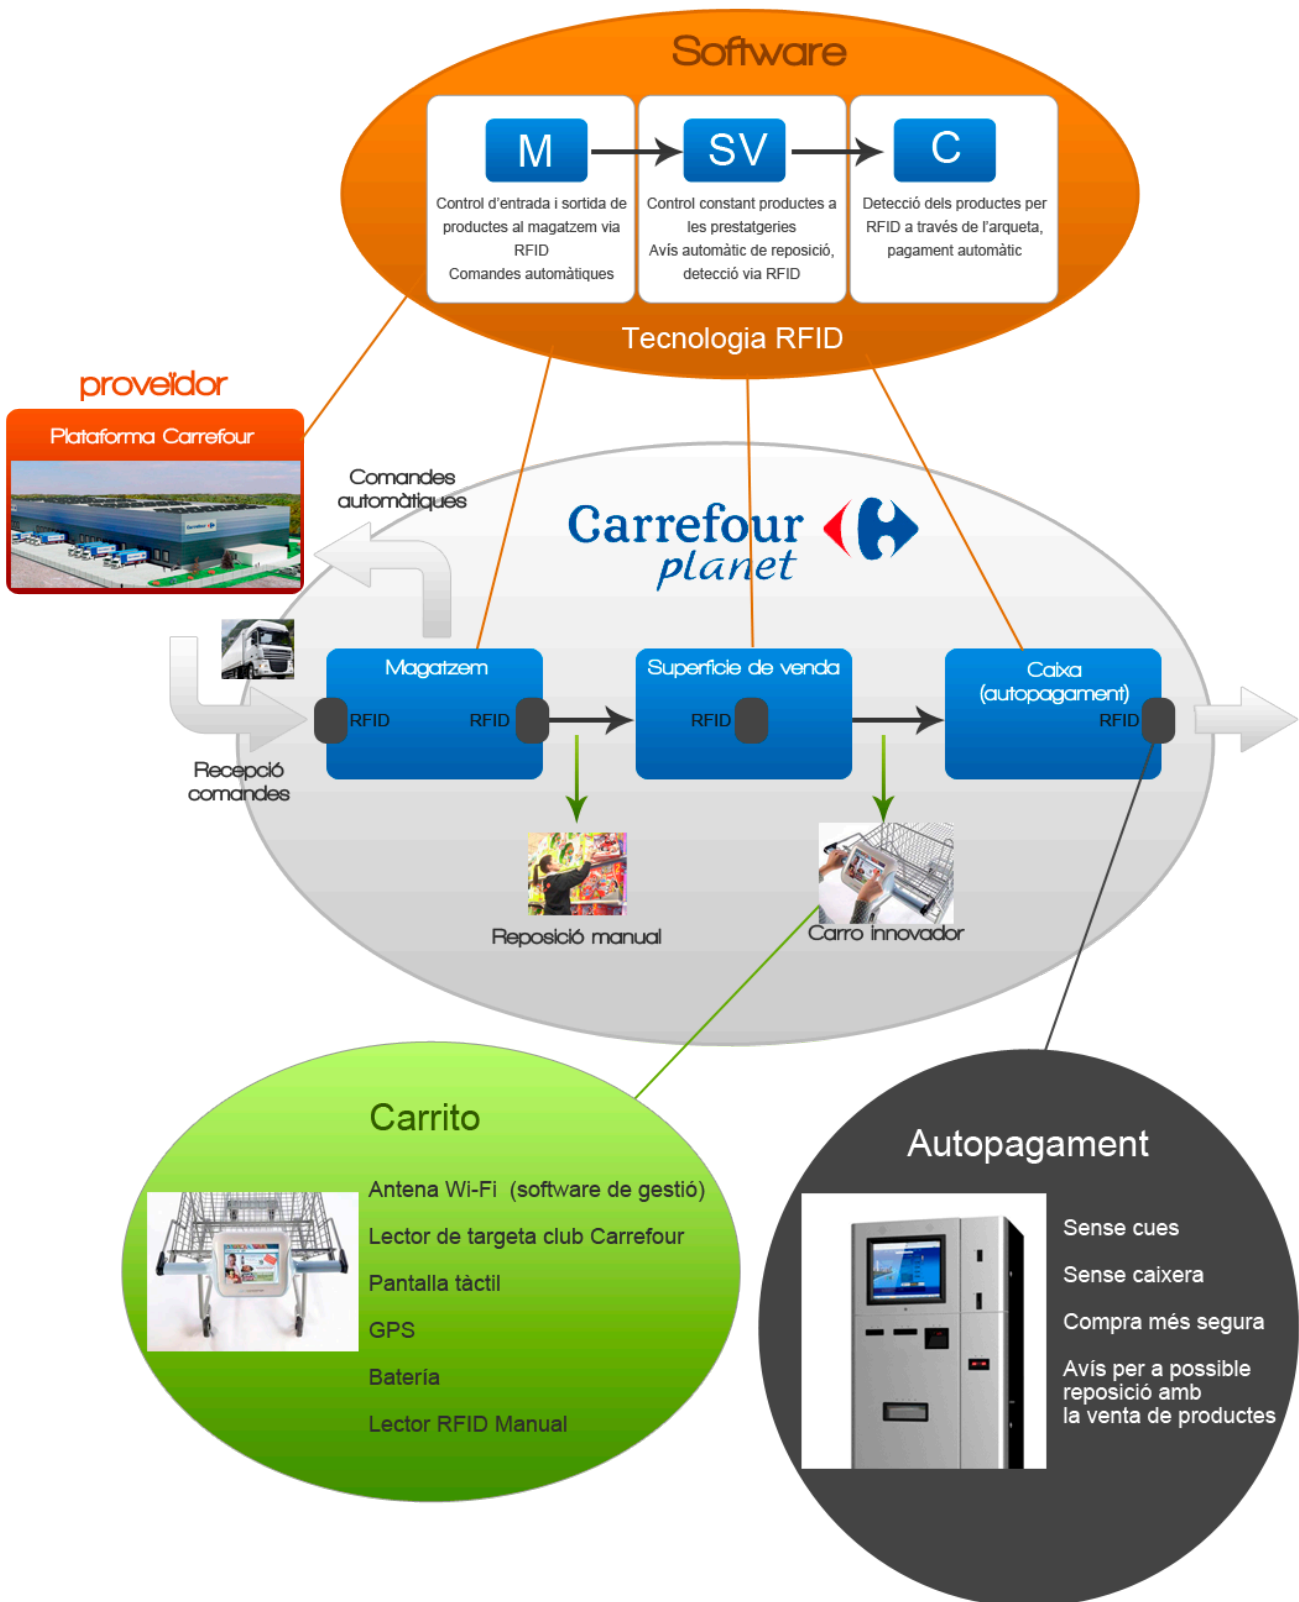 Software
M
SV
C
Control d'entrada i sortida de
productes al magatzem via
RFID
Comandes automàtiques
Control constant productes a
les prestatgeries
Avís automàtic de reposició,
detecció via RFID
Detecció dels productes per
RFID a través de l'arqueta,
pagament automàtic
Tecnologia RFID
proveïdor
Plataforma Carrefour
Comandes
automàtiques
Carrefour
planet
Magatzem
RFID
RFID
Superfície de venda
RFID
Caixa
(autopagament)
RFID
Recepció
comandes
Reposició manual
Carro innovador
Carrito
Antena Wi-Fi  (software de gestió)
Lector de targeta club Carrefour
Pantalla tàctil
GPS
Batería
Lector RFID Manual
Autopagament
Sense cues
Sense caixera
Compra més segura
Avís per a possible
reposició amb
la venta de productes